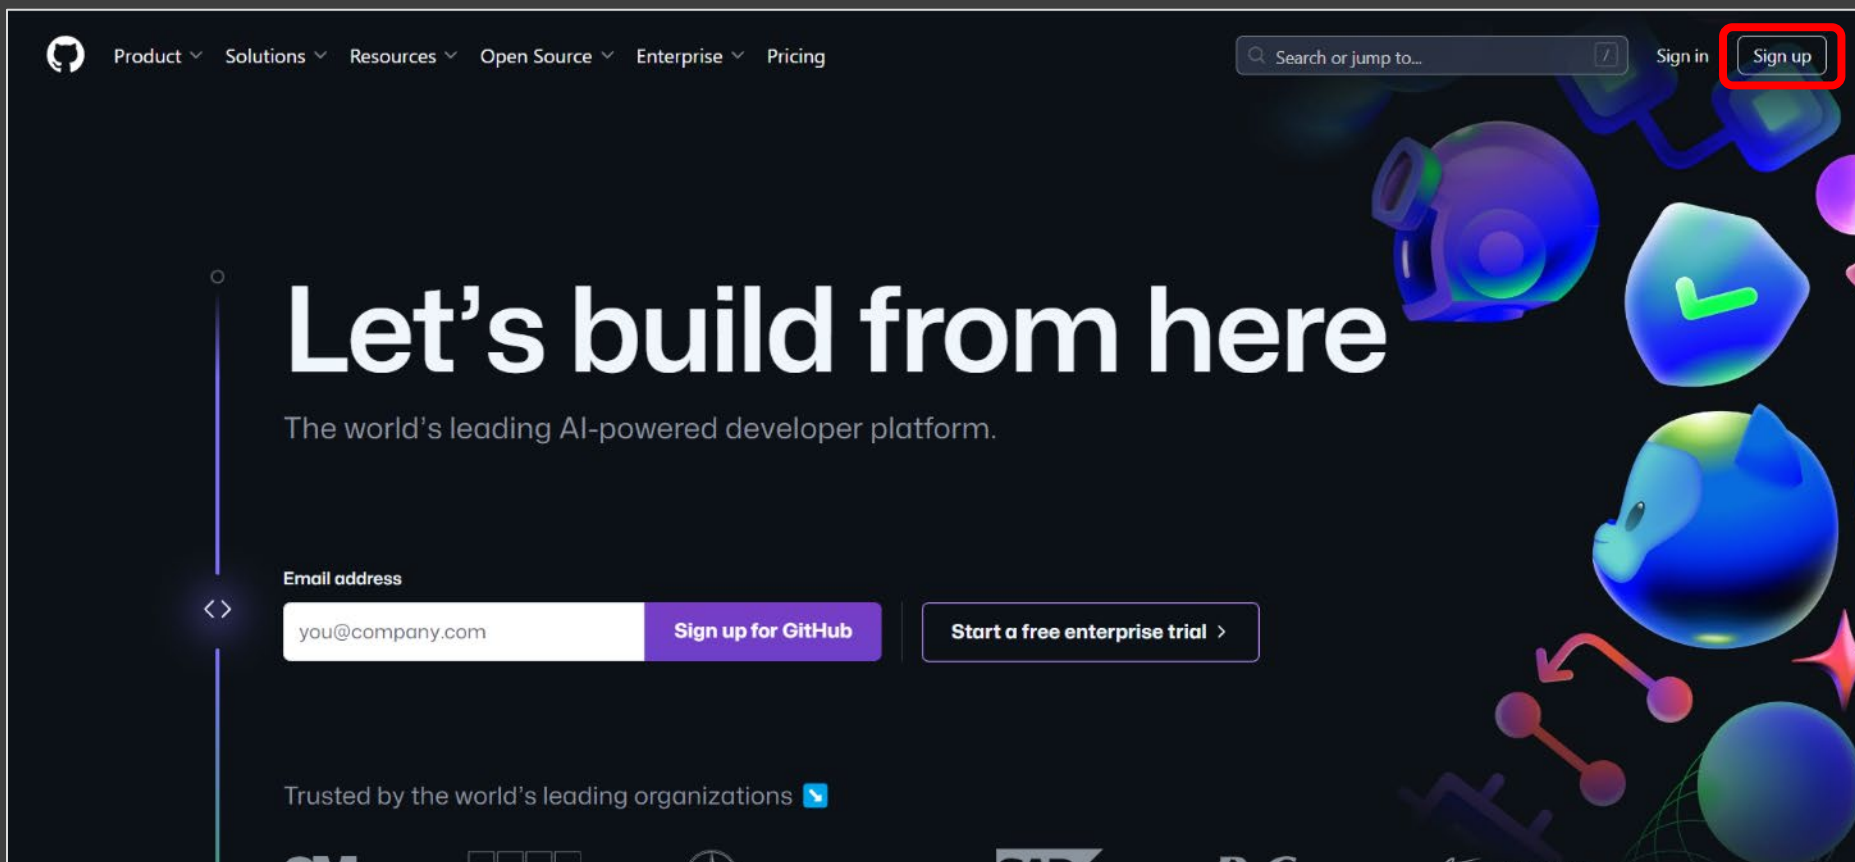 Product Solutions Resources Open Source Enterprise Pricing Search or jump to... / Sign in Sign up
Let's build from here
The world's leading AI-powered developer platform.
Email address
you@company.com Sign up for GitHub Start a free enterprise trial
Trusted by the world's leading organizations